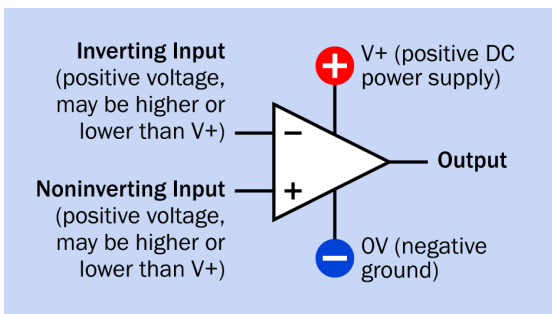 Inverting Input
(positive voltage,
may be higher or
lower than V+)
Noninverting Input
(positive voltage,
may be higher or
lower than V+)
V+ (positive DC
power supply)
+
−
+
Output
−
0V (negative
ground)